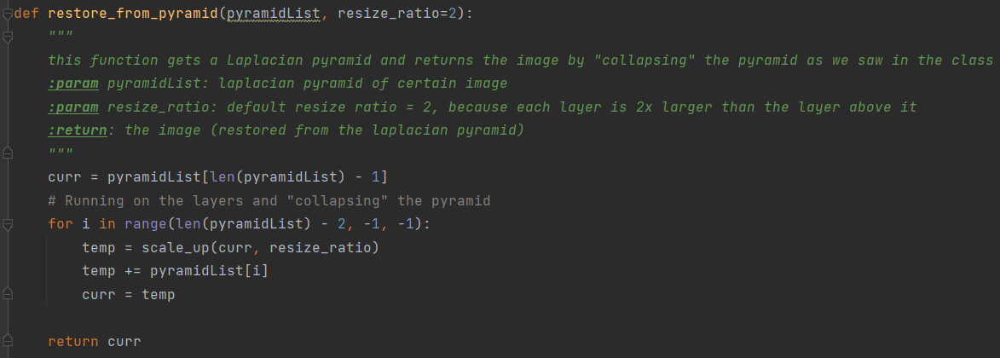 def restore_from_pyramid(pyramidList, resize_ratio=2):
    """
    this function gets a Laplacian pyramid and returns the image by "collapsing" the pyramid as we saw in the class
    :param pyramidList: laplacian pyramid of certain image
    :param resize_ratio: default resize ratio = 2, because each layer is 2x larger than the layer above it
    :return: the image (restored from the laplacian pyramid)
    """
    curr = pyramidList[len(pyramidList) - 1]
    # Running on the layers and "collapsing" the pyramid
    for i in range(len(pyramidList) - 2, -1, -1):
        temp = scale_up(curr, resize_ratio)
        temp += pyramidList[i]
        curr = temp

    return curr